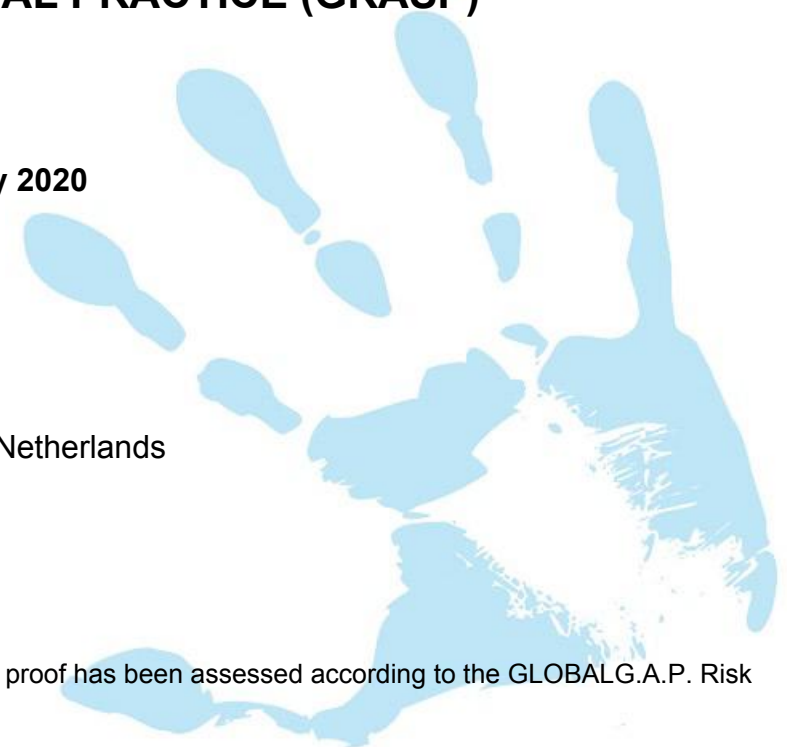 AL PRACTICE (GRASP)
y 2020
Netherlands
proof has been assessed according to the GLOBALG.A.P. Risk